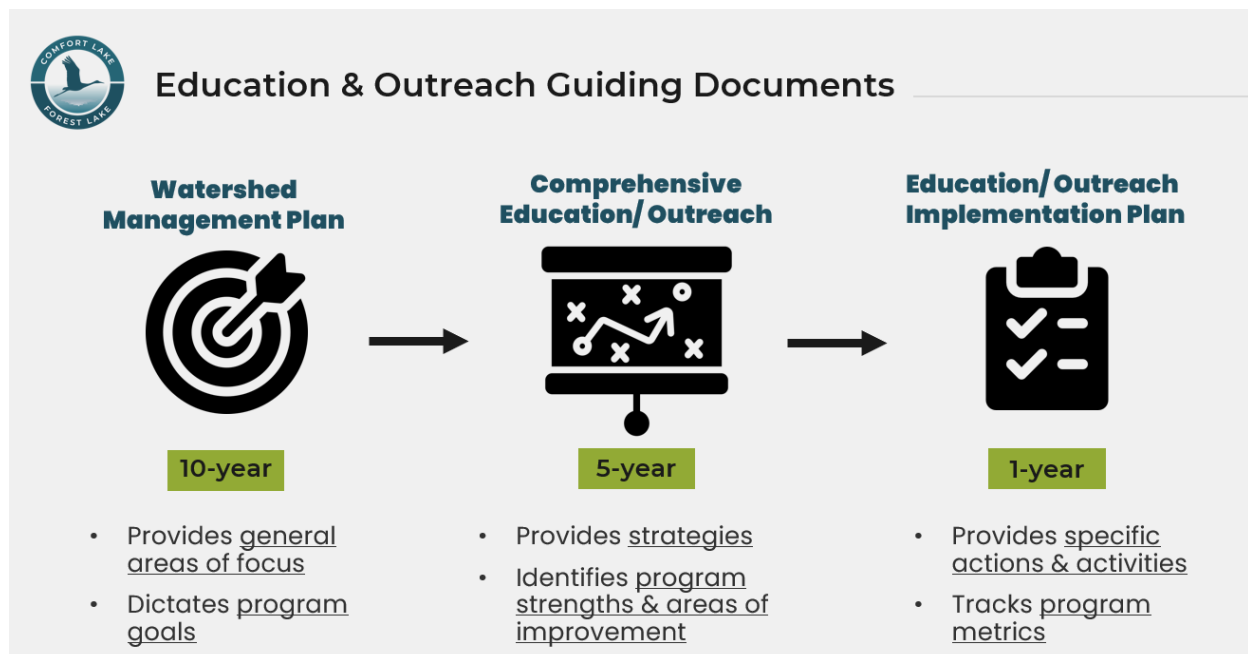 COMFORT LAKE
FOREST LAKE
Education & Outreach Guiding Documents
Watershed
Management Plan
10-year
• Provides general
areas of focus
• Dictates program
goals
Comprehensive
Education/ Outreach
5-year
• Provides strategies
• Identifies program
strengths & areas of
improvement
Education/ Outreach
Implementation Plan
1-year
• Provides specific
actions & activities
• Tracks program
metrics